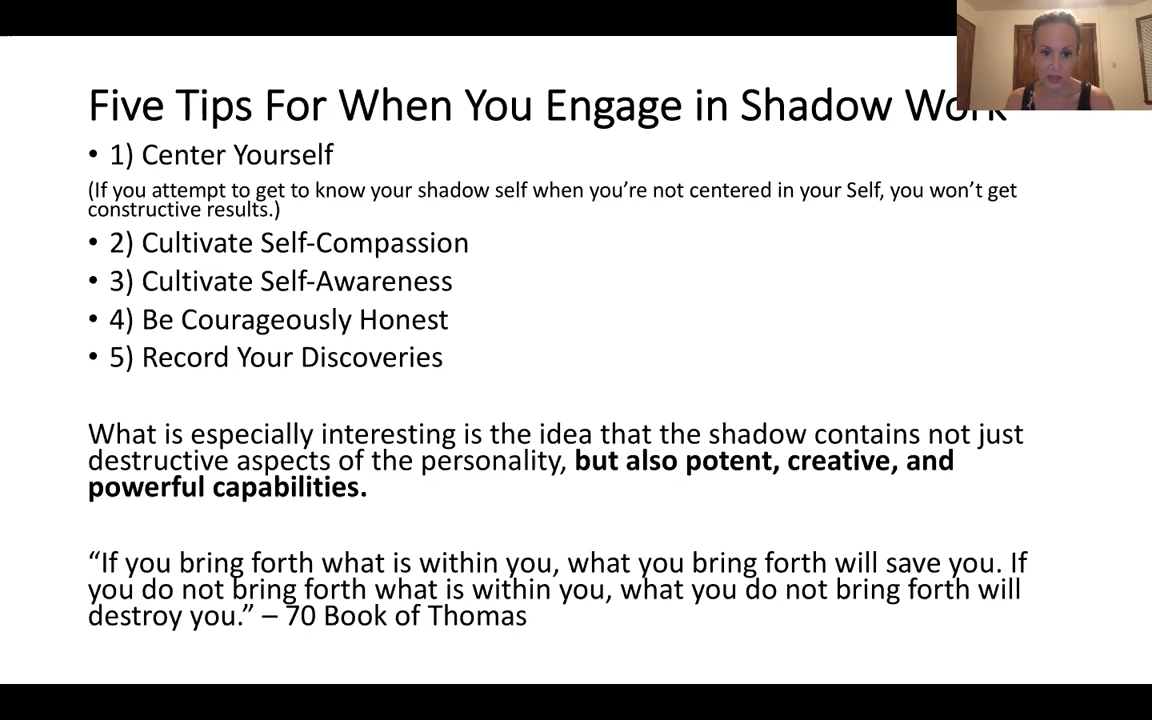 Five Tips For When You Engage in Shadow Work
• 1) Center Yourself
(If you attempt to get to know your shadow self when you’re not centered in your Self, you won’t get
constructive results.)
• 2) Cultivate Self-Compassion
• 3) Cultivate Self-Awareness
• 4) Be Courageously Honest
• 5) Record Your Discoveries
What is especially interesting is the idea that the shadow contains not just
destructive aspects of the personality, but also potent, creative, and
powerful capabilities.
“If you bring forth what is within you, what you bring forth will save you. If
you do not bring forth what is within you, what you do not bring forth will
destroy you.” – 70 Book of Thomas